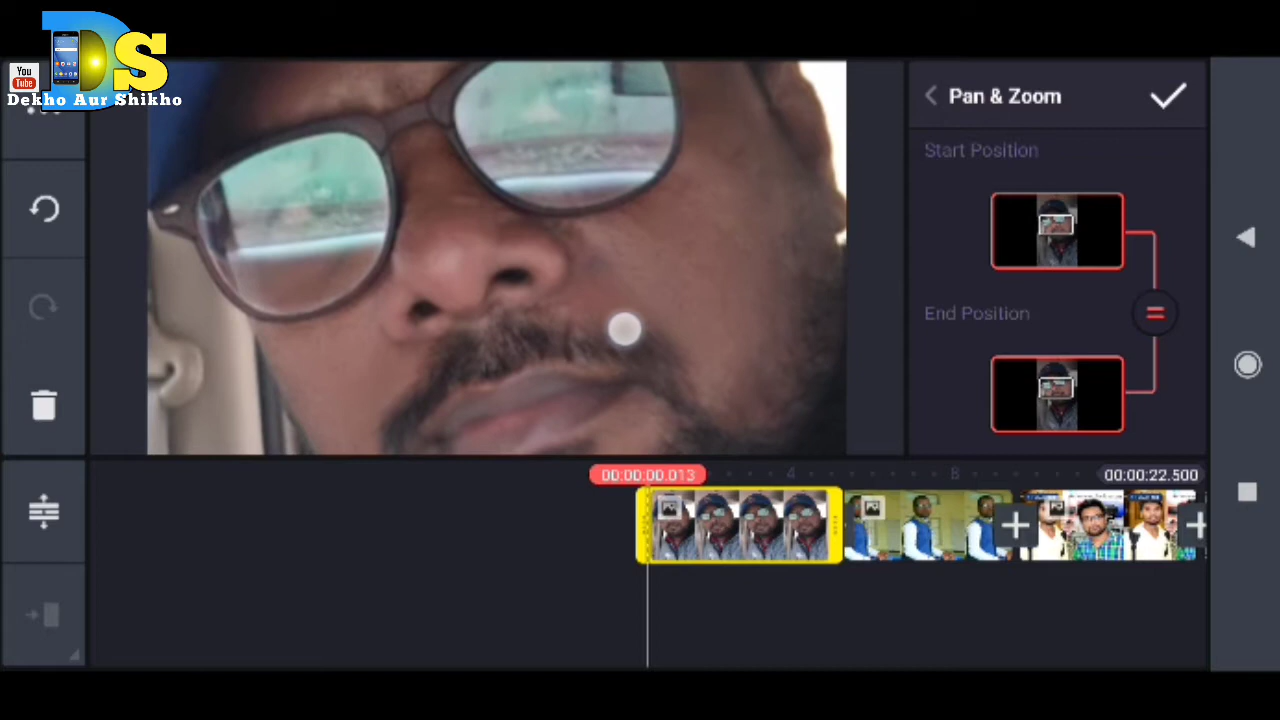 DS
You
Tube
Dekho Aur Shikho
Pan & Zoom
Start Position
End Position
00:00:00.013
4
8
00:00:22.500